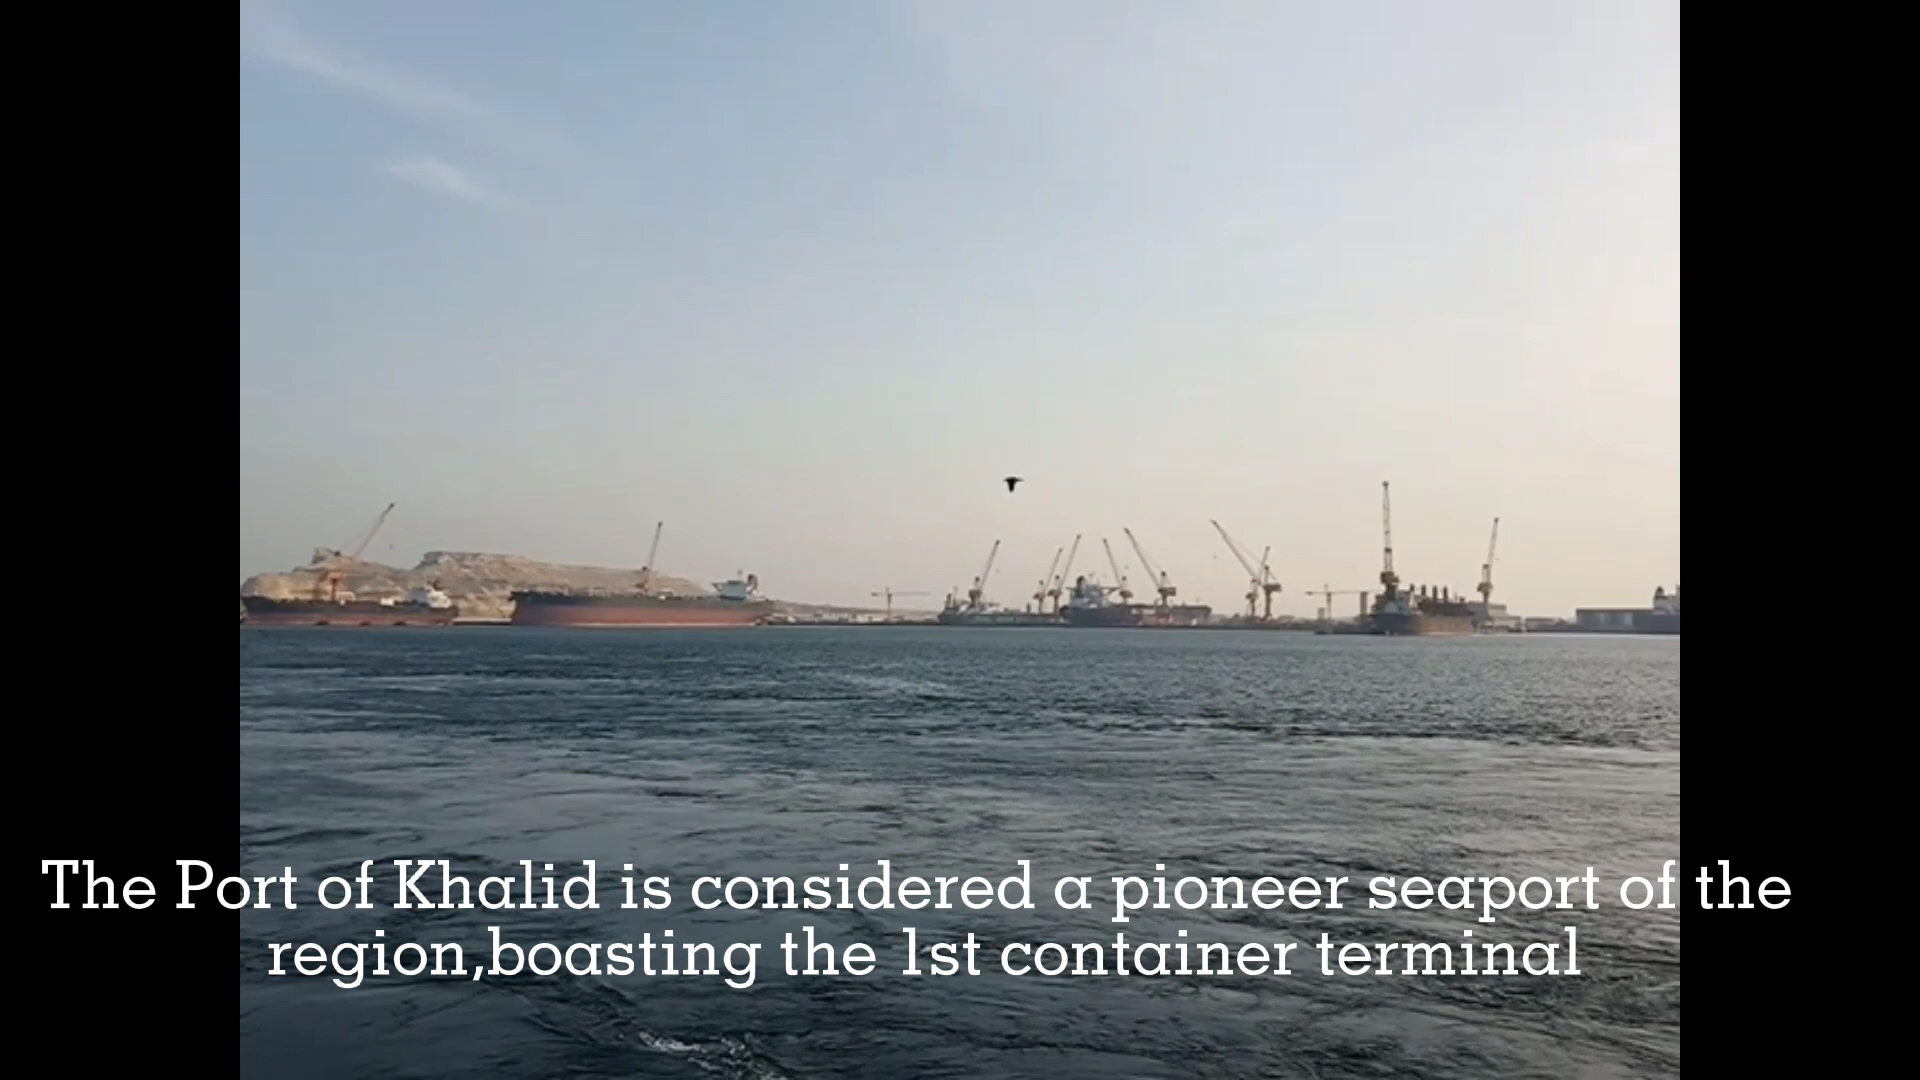 The Port of Khalid is considered a pioneer seaport of the
region,boasting the 1st container terminal